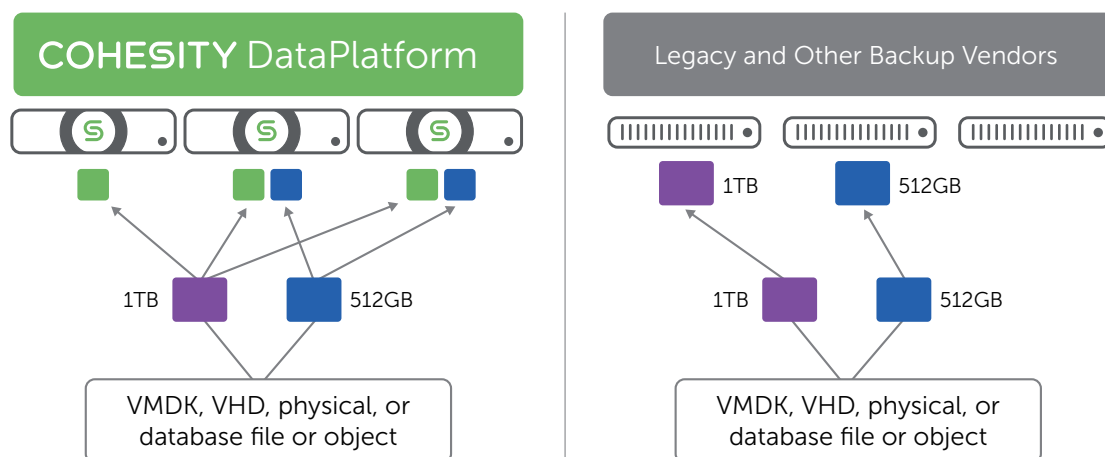 COHESITY DataPlatform
1TB
512GB
VMDK, VHD, physical, or
database file or object
Legacy and Other Backup Vendors
1TB
512GB
1TB
512GB
VMDK, VHD, physical, or
database file or object